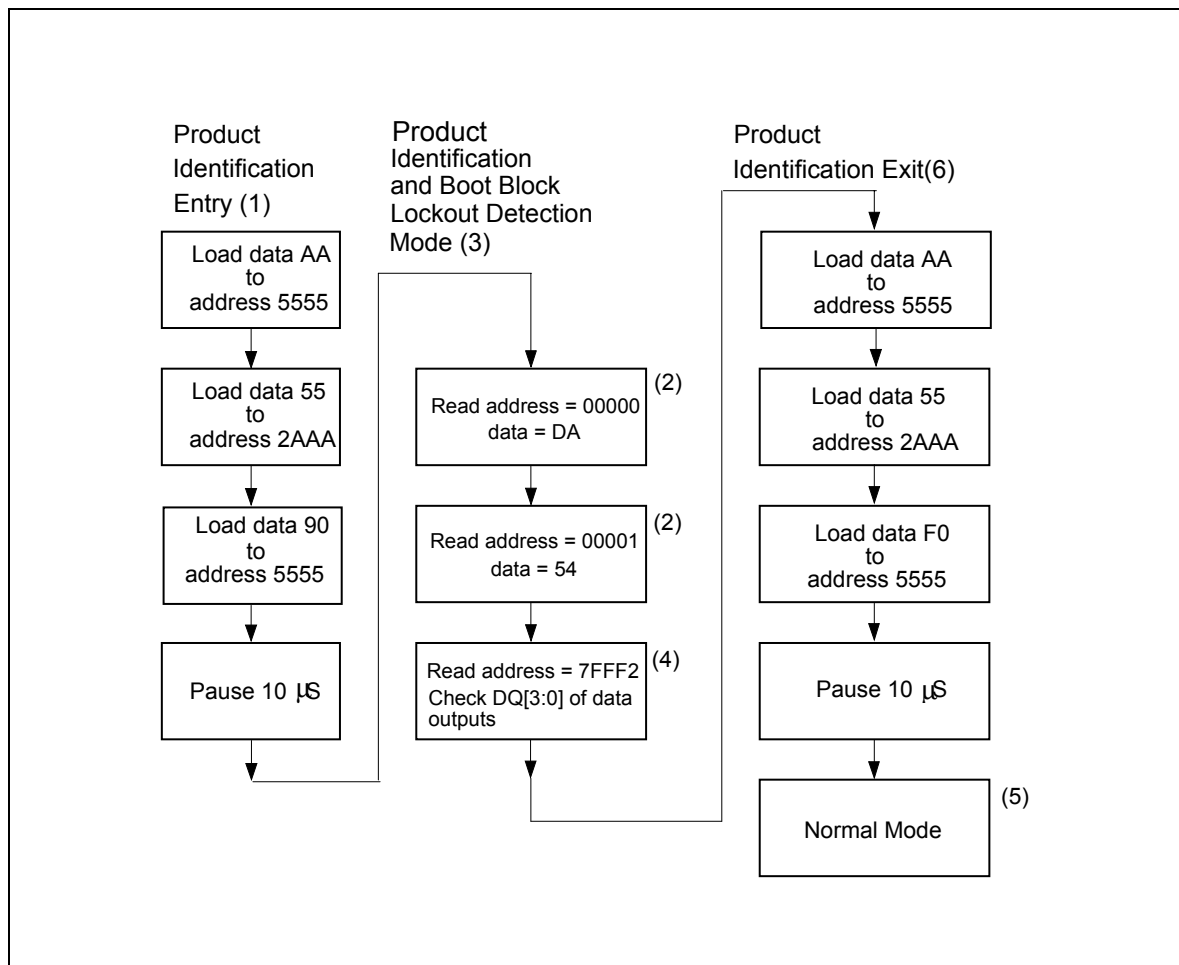 Product
Identification
Entry (1)
Load data AA
to
address 5555
Load data 55
to
address 2AAA
Load data 90
to
address 5555
Pause 10 μS
Product
Identification
and Boot Block
Lockout Detection
Mode (3)
(2)
Read address = 00000
data = DA
(2)
Read address = 00001
data = 54
(4)
Read address = 7FFF2
Check DQ[3:0] of data
outputs
Product
Identification Exit(6)
Load data AA
to
address 5555
Load data 55
to
address 2AAA
Load data F0
to
address 5555
Pause 10 μS
(5)
Normal Mode